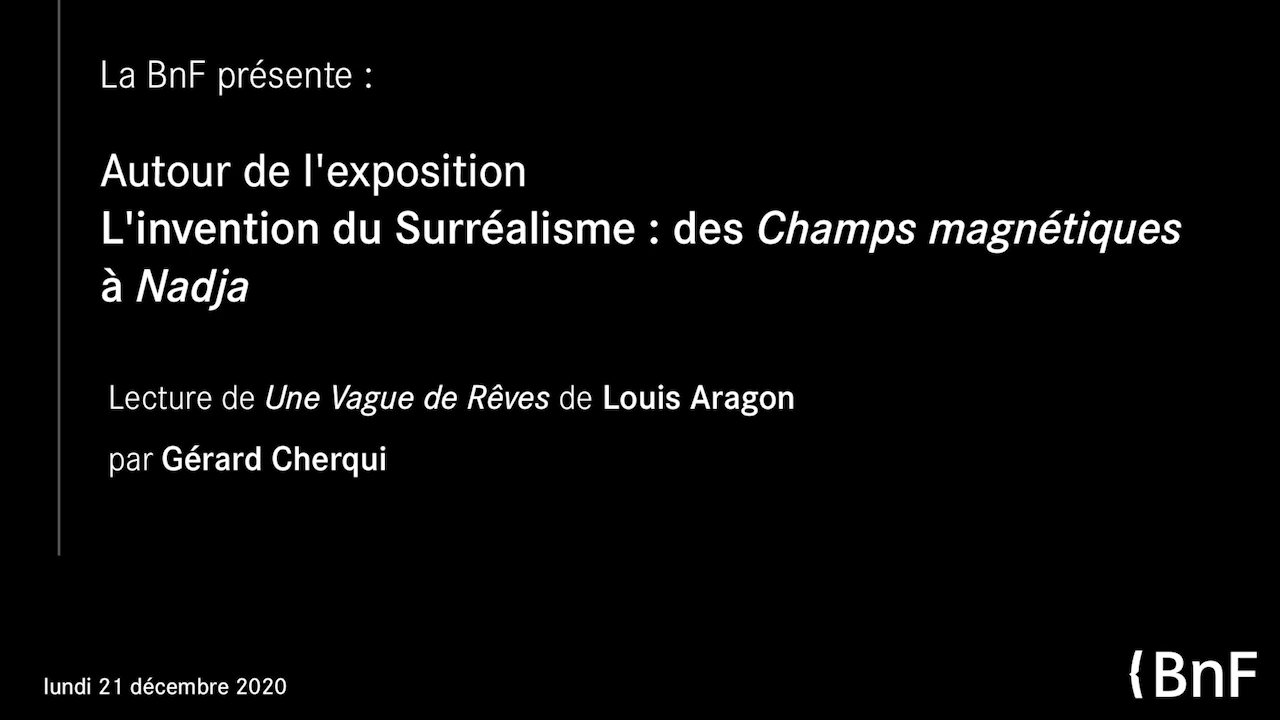 La BnF présente :
Autour de l'exposition
L'invention du Surréalisme : des Champs magnétiques
à Nadja
Lecture de Une Vague de Rêves de Louis Aragon
par Gérard Cherqui
lundi 21 décembre 2020
{BnF